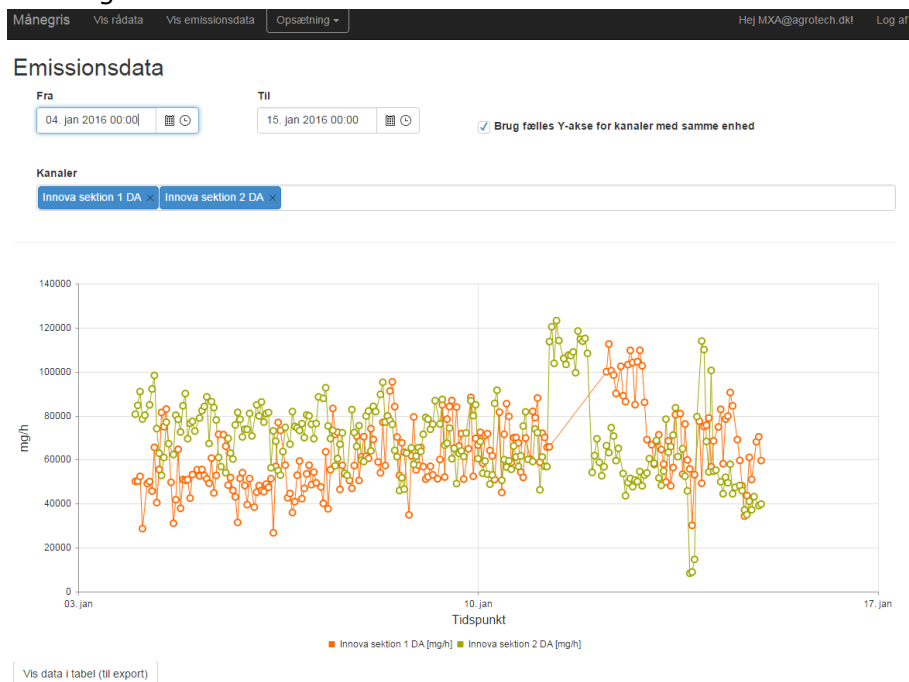 Månegris Vis rådata Vis emissionsdata Opsætning Hej MXA@agrotech.dk! Log af
Emissionsdata
Fra Til
04. jan 2016 00:00 15. jan 2016 00:00
Brug fælles Y-akse for kanaler med samme enhed
Kanaler
Innova sektion 1 DA × Innova sektion 2 DA ×
140000
120000
100000
80000
60000
40000
20000
0
mg/h
03. jan 10. jan 17. jan
Tidspunkt
Innova sektion 1 DA [mg/h] Innova sektion 2 DA [mg/h]
Vis data i tabel (til export)